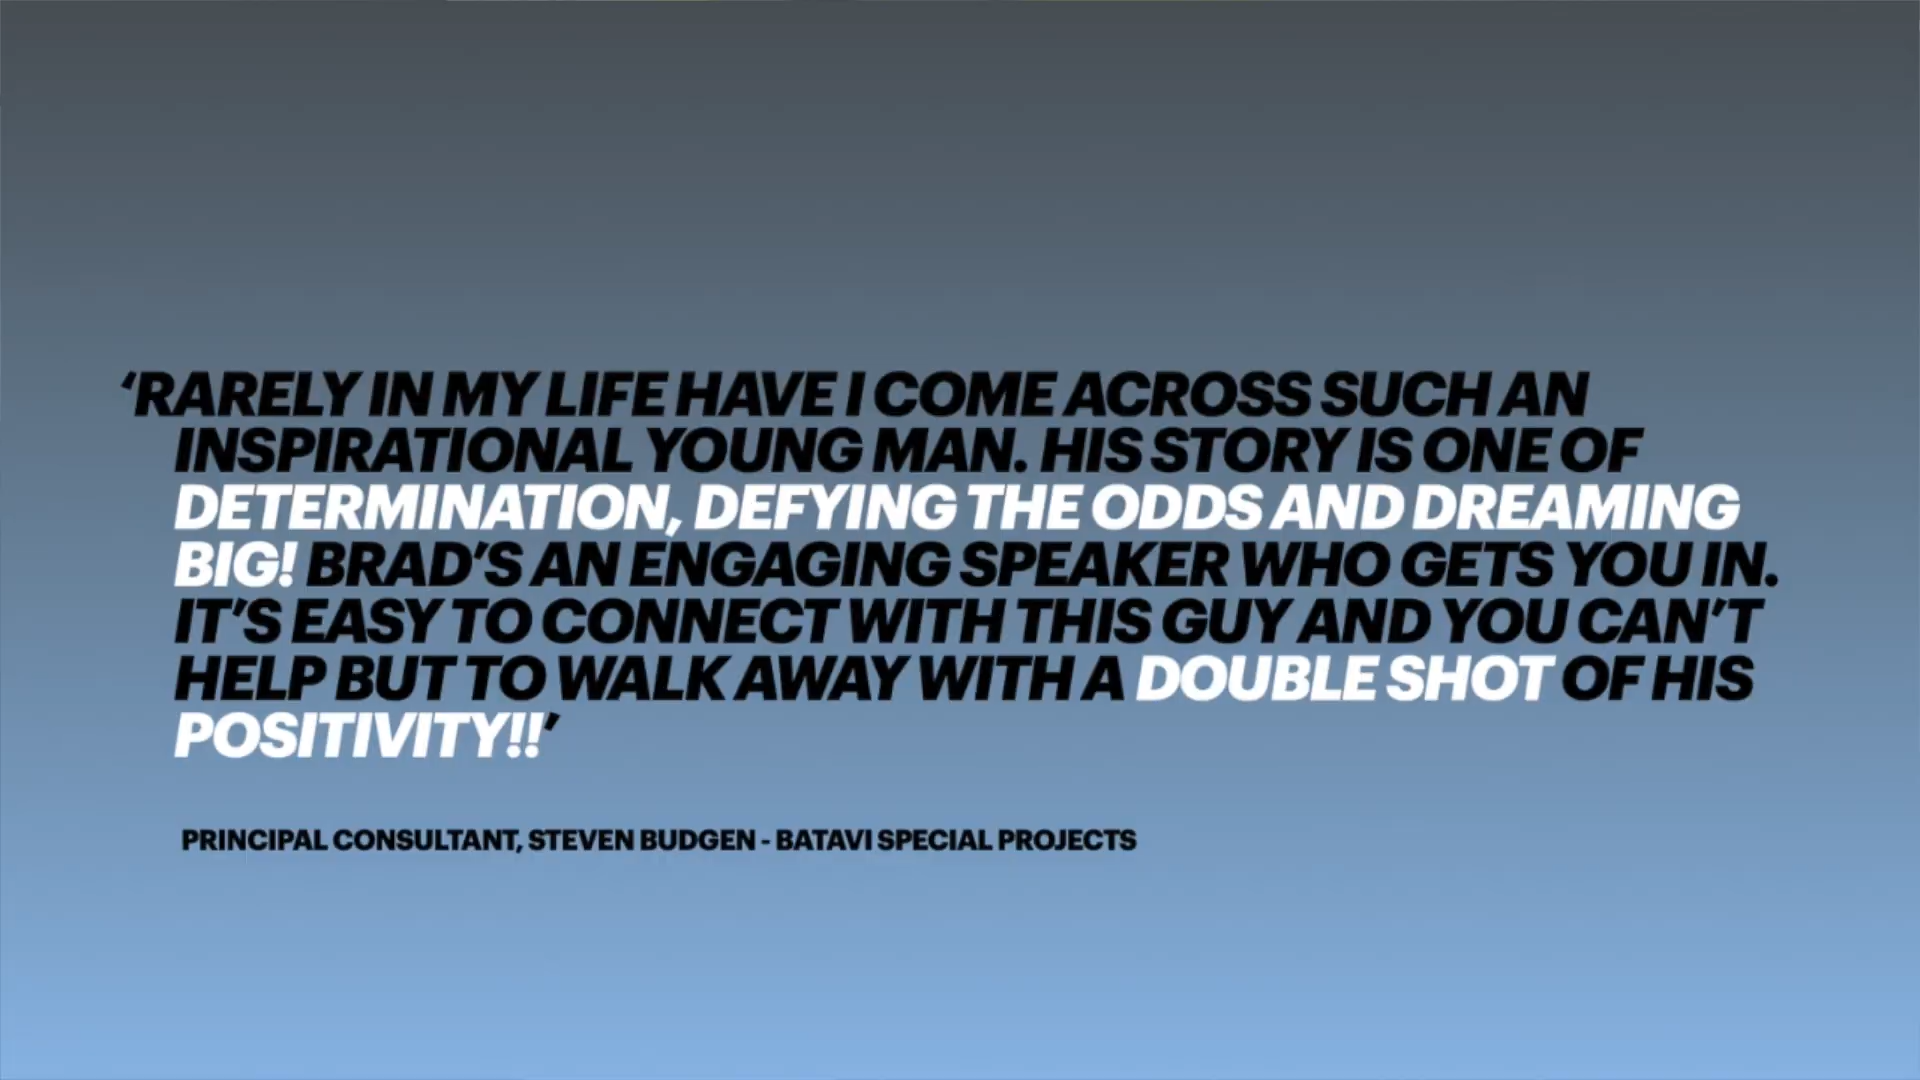 ‘RARELY IN MY LIFE HAVE I COME ACROSS SUCH AN
INSPIRATIONAL YOUNG MAN. HIS STORY IS ONE OF
DETERMINATION, DEFYING THE ODDS AND DREAMING
BIG! BRAD’S AN ENGAGING SPEAKER WHO GETS YOU IN.
IT’S EASY TO CONNECT WITH THIS GUY AND YOU CAN’T
HELP BUT TO WALK AWAY WITH A DOUBLE SHOT OF HIS
POSITIVITY!!’
PRINCIPAL CONSULTANT, STEVEN BUDGEN - BATAVI SPECIAL PROJECTS